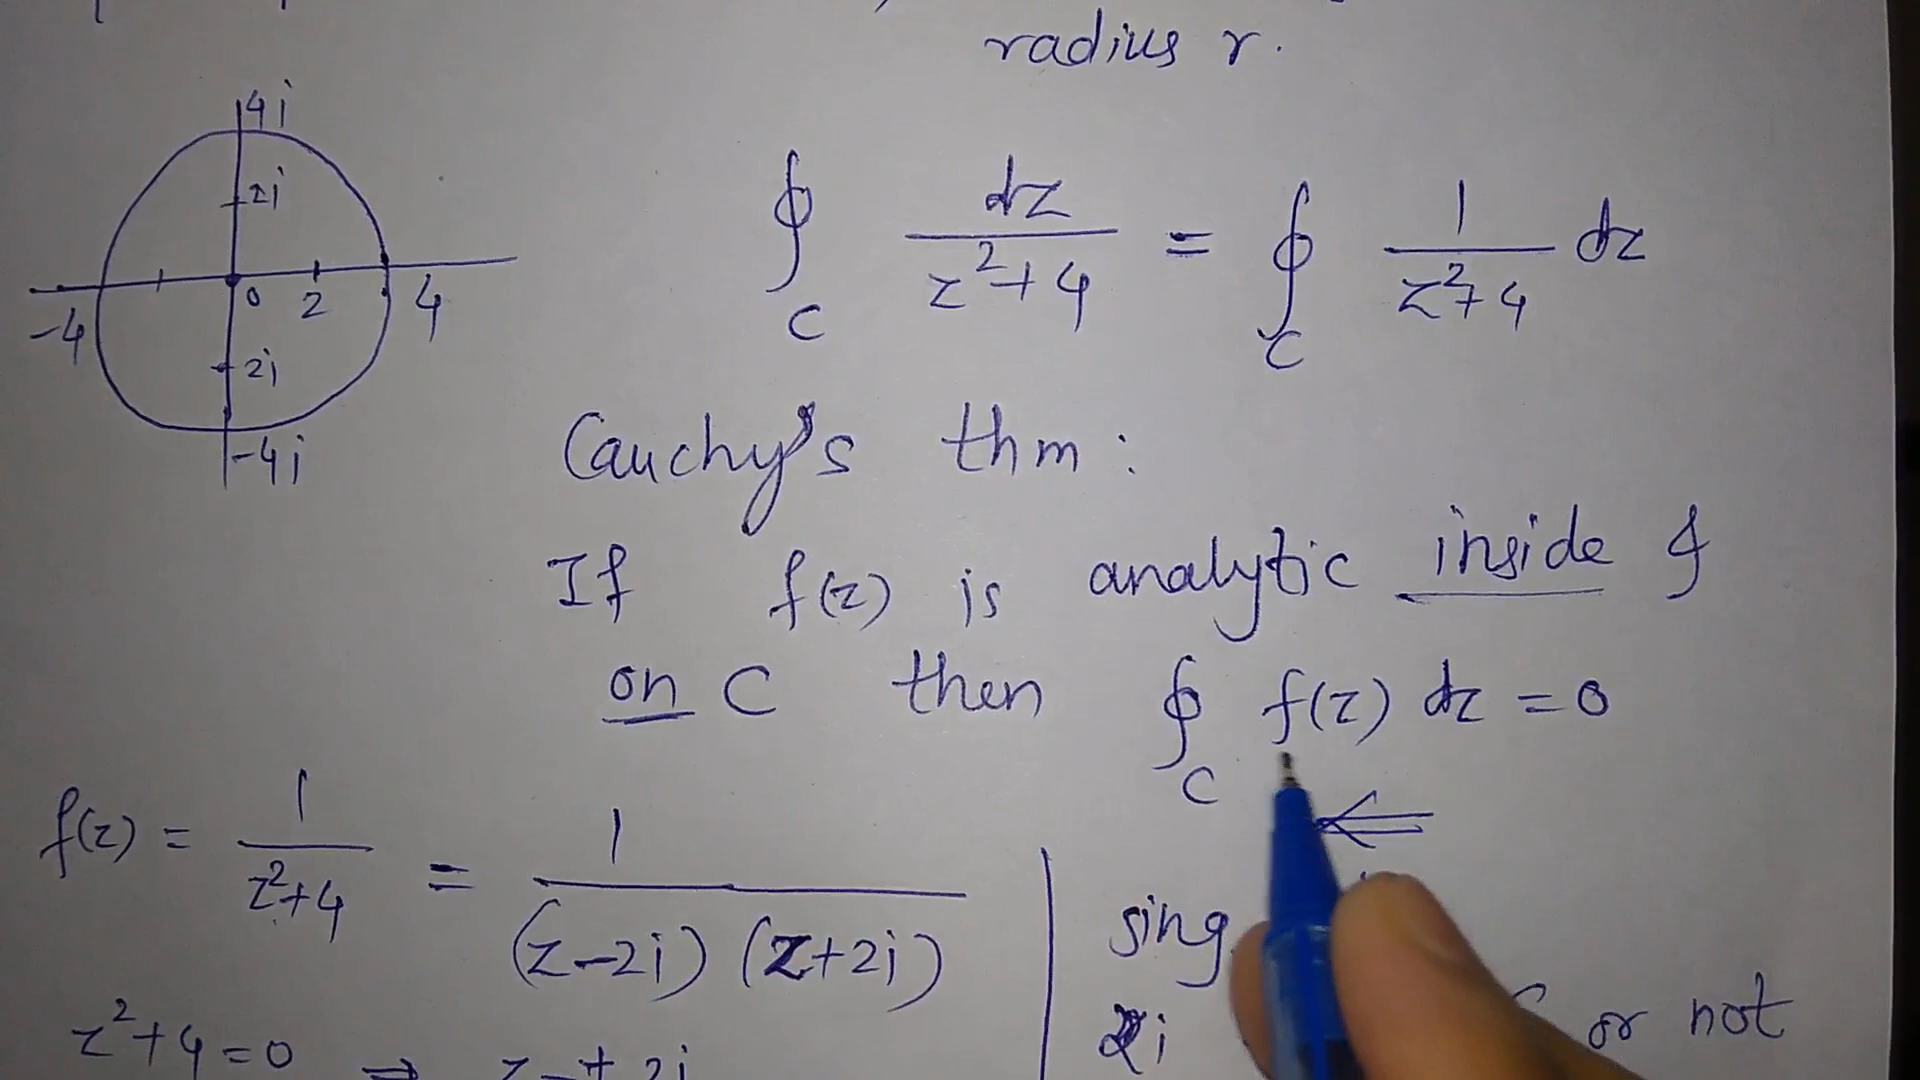 radius r.
4i
2i
-4 0 2 4
2i
-4i
∮_C dz/(z²+4) = ∮_C 1/(z²+4) dz
Cauchy's thm:
If f(z) is analytic inside &
on C then ∮_C f(z) dz = 0
⇐
f(z) = 1/(z²+4) = 1/((z-2i)(z+2i))
sing
z²+4=0 ⇒ z=±2i
2i or not